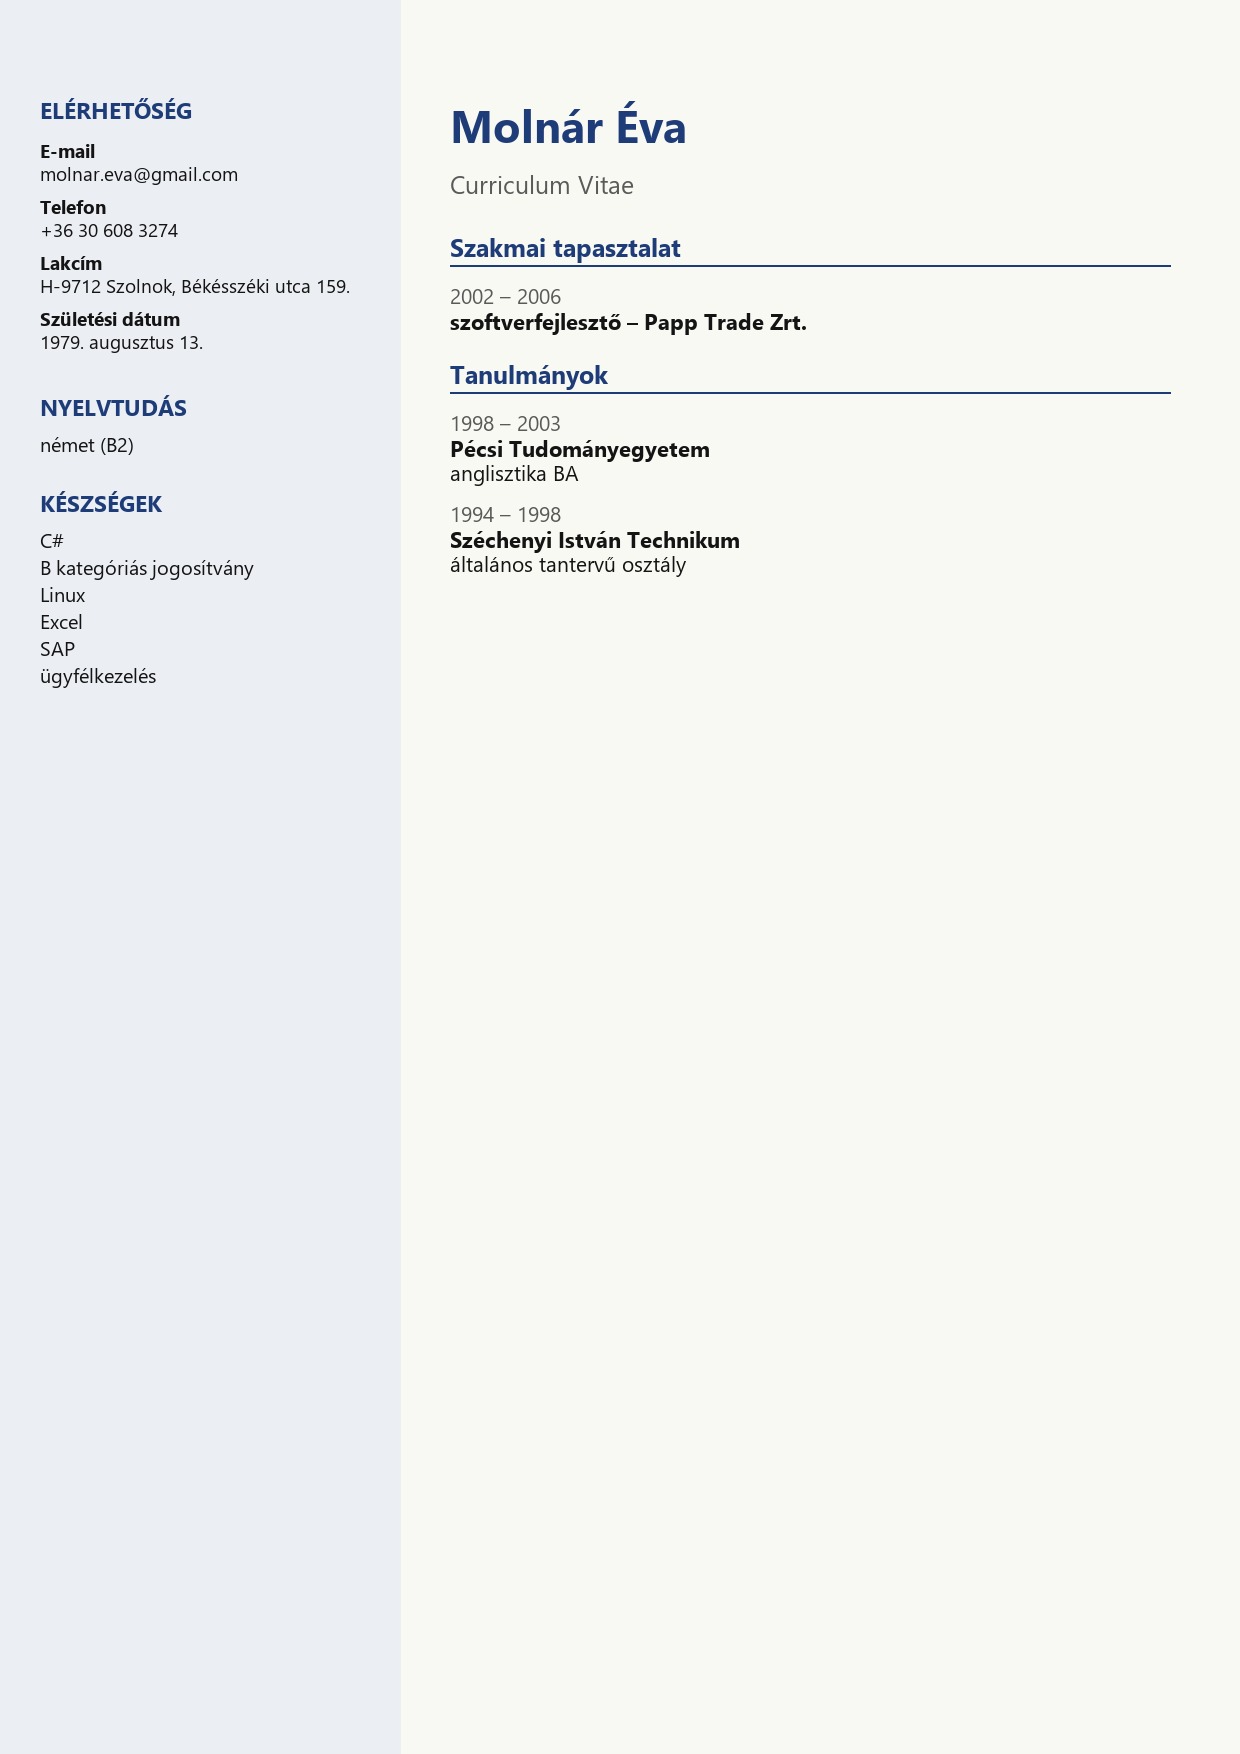 ELÉRHETŐSÉG
E-mail
molnar.eva@gmail.com
Telefon
+36 30 608 3274
Lakcím
H-9712 Szolnok, Békésszéki utca 159.
Születési dátum
1979. augusztus 13.
NYELVTUDÁS
német (B2)
KÉSZSÉGEK
C#
B kategóriás jogosítvány
Linux
Excel
SAP
ügyfélkezelés
Molnár Éva
Curriculum Vitae
Szakmai tapasztalat
2002 – 2006
szoftverfejlesztő – Papp Trade Zrt.
Tanulmányok
1998 – 2003
Pécsi Tudományegyetem
anglisztika BA
1994 – 1998
Széchenyi István Technikum
általános tantervű osztály